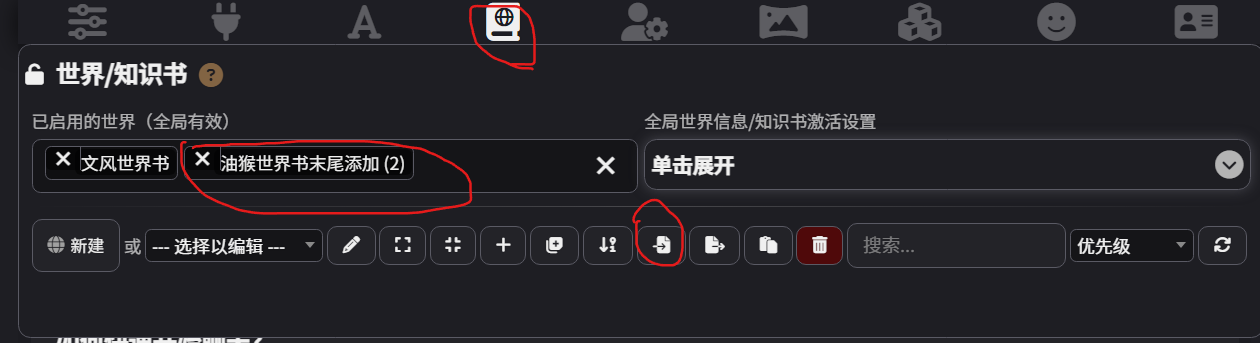 世界/知识书 ?
已启用的世界（全局有效）
全局世界信息/知识书激活设置
× 文风世界书 × 油猴世界书末尾添加 (2) ×
单击展开
新建 或 --- 选择以编辑 --- 搜索... 优先级